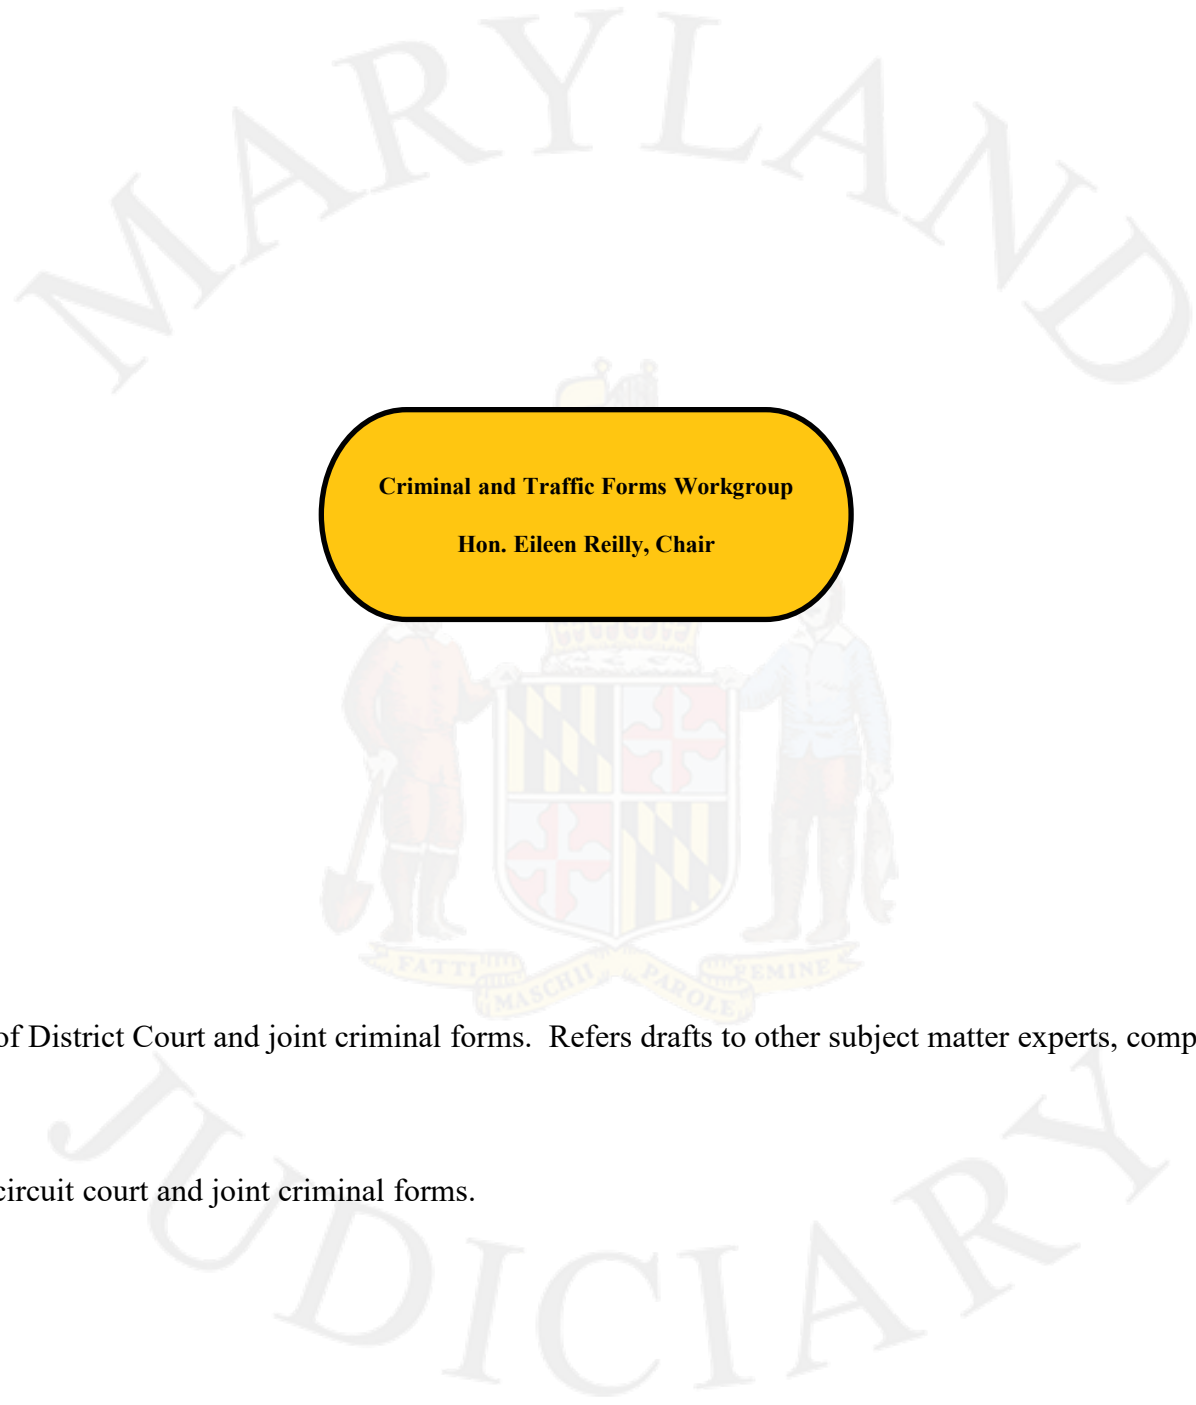 MARYLAND
Criminal and Traffic Forms Workgroup
Hon. Eileen Reilly, Chair
FATTI MASCHII PAROLE FEMINE
of District Court and joint criminal forms.  Refers drafts to other subject matter experts, comp
circuit court and joint criminal forms.
JUDICIARY